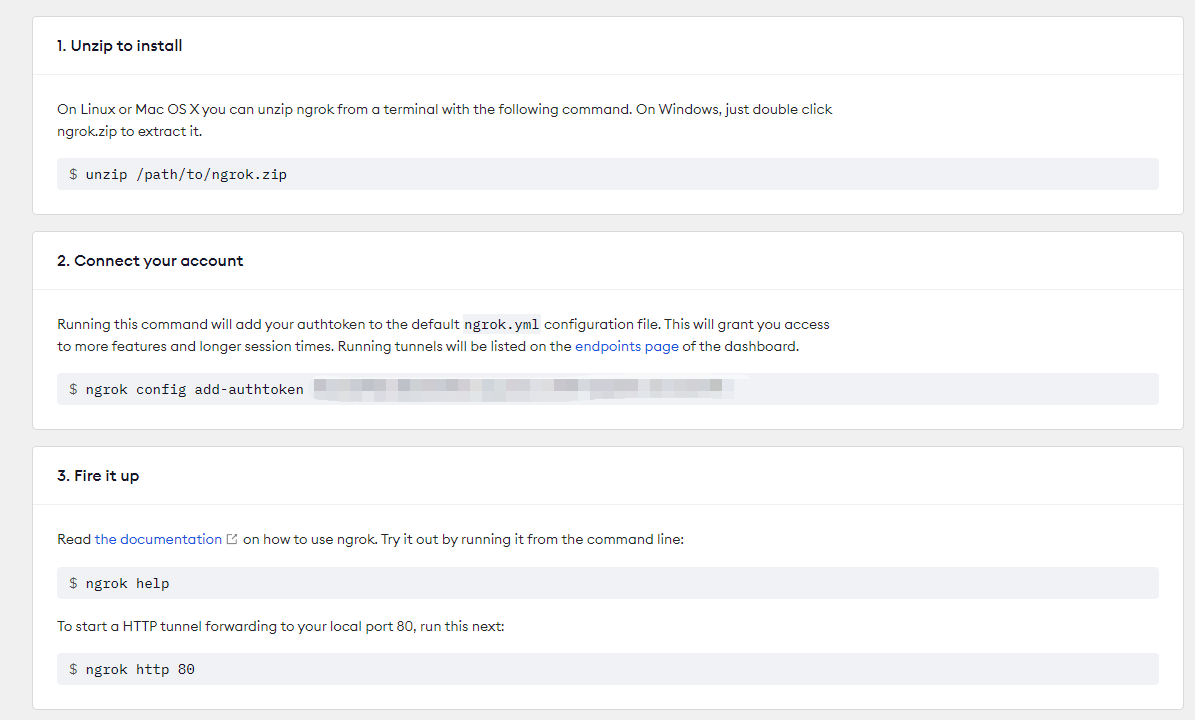 1. Unzip to install
On Linux or Mac OS X you can unzip ngrok from a terminal with the following command. On Windows, just double click
ngrok.zip to extract it.
$ unzip /path/to/ngrok.zip
2. Connect your account
Running this command will add your authtoken to the default ngrok.yml configuration file. This will grant you access
to more features and longer session times. Running tunnels will be listed on the endpoints page of the dashboard.
$ ngrok config add-authtoken
3. Fire it up
Read the documentation on how to use ngrok. Try it out by running it from the command line:
$ ngrok help
To start a HTTP tunnel forwarding to your local port 80, run this next:
$ ngrok http 80